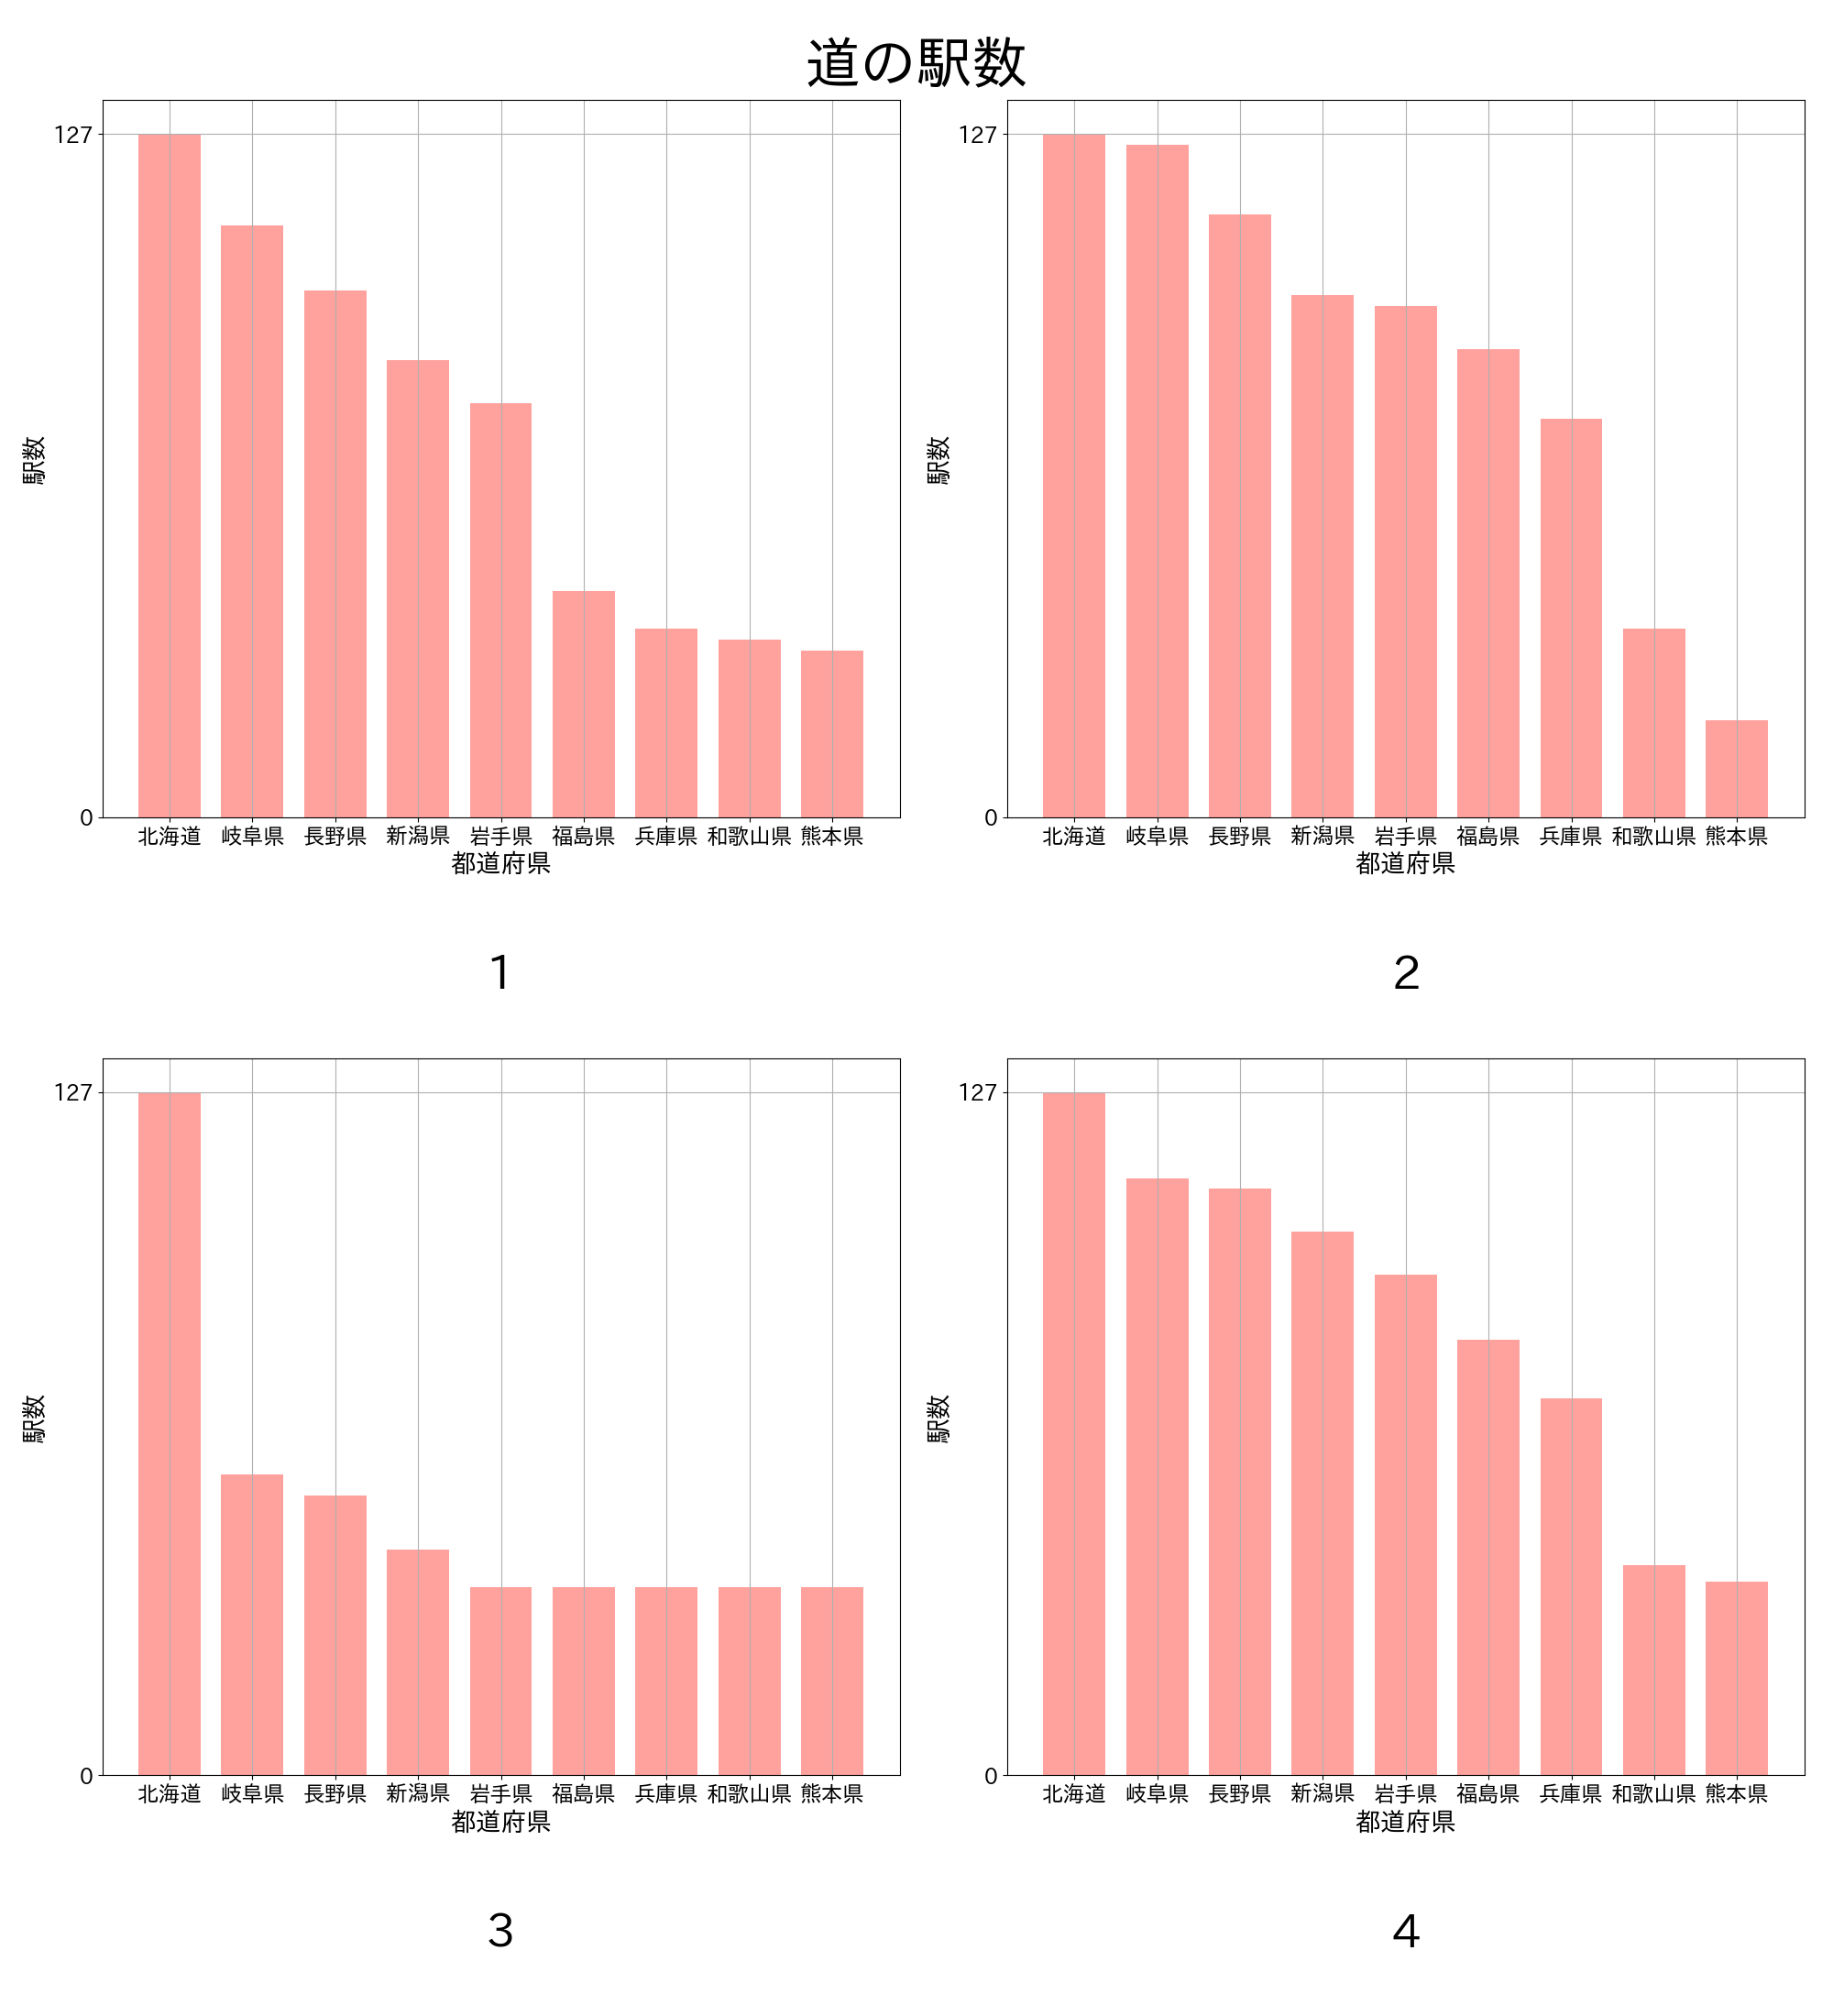 道の駅数
127
駅数
0
北海道 岐阜県 長野県 新潟県 岩手県 福島県 兵庫県 和歌山県 熊本県
都道府県
1
127
駅数
0
北海道 岐阜県 長野県 新潟県 岩手県 福島県 兵庫県 和歌山県 熊本県
都道府県
2
127
駅数
0
北海道 岐阜県 長野県 新潟県 岩手県 福島県 兵庫県 和歌山県 熊本県
都道府県
3
127
駅数
0
北海道 岐阜県 長野県 新潟県 岩手県 福島県 兵庫県 和歌山県 熊本県
都道府県
4